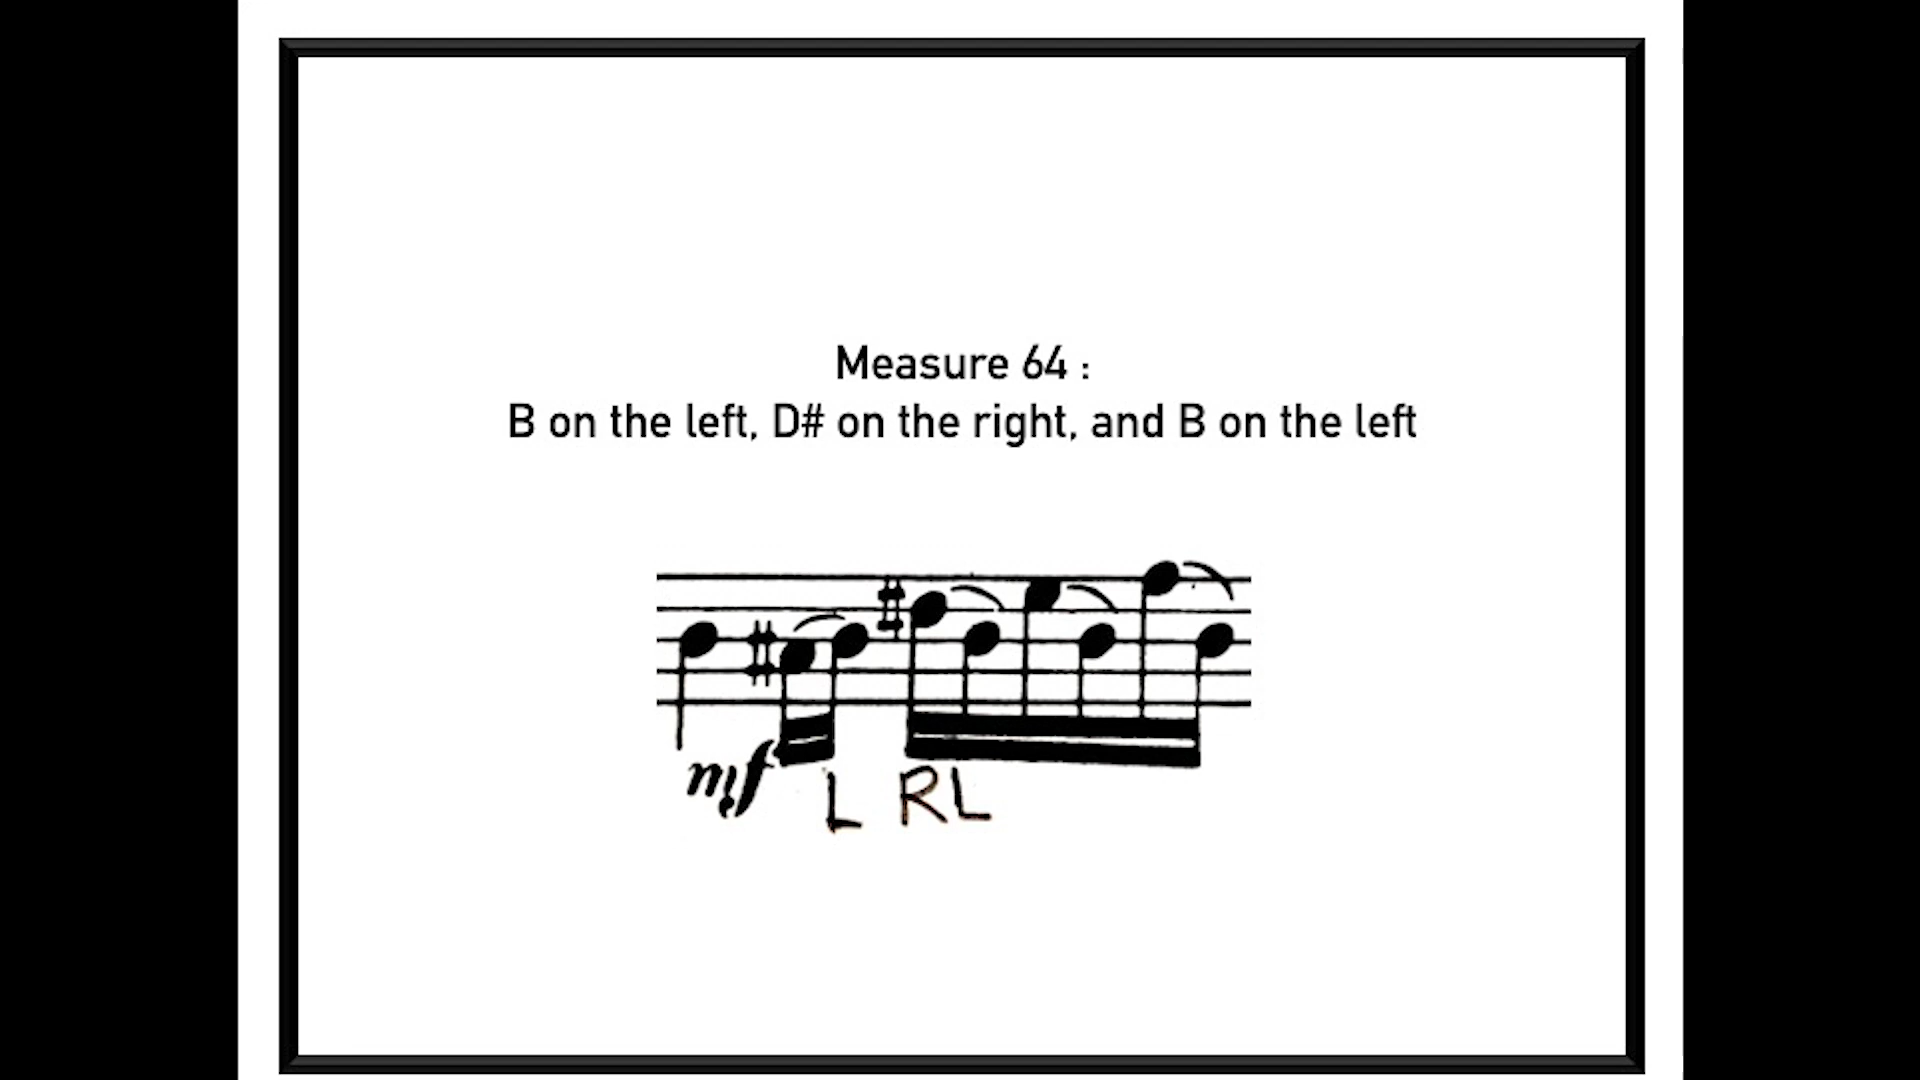 Measure 64 :
B on the left, D# on the right, and B on the left
mf
L RL